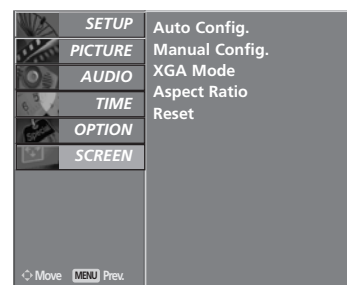 SETUP
PICTURE
AUDIO
TIME
OPTION
SCREEN
Auto Config.
Manual Config.
XGA Mode
Aspect Ratio
Reset
Move MENU Prev.